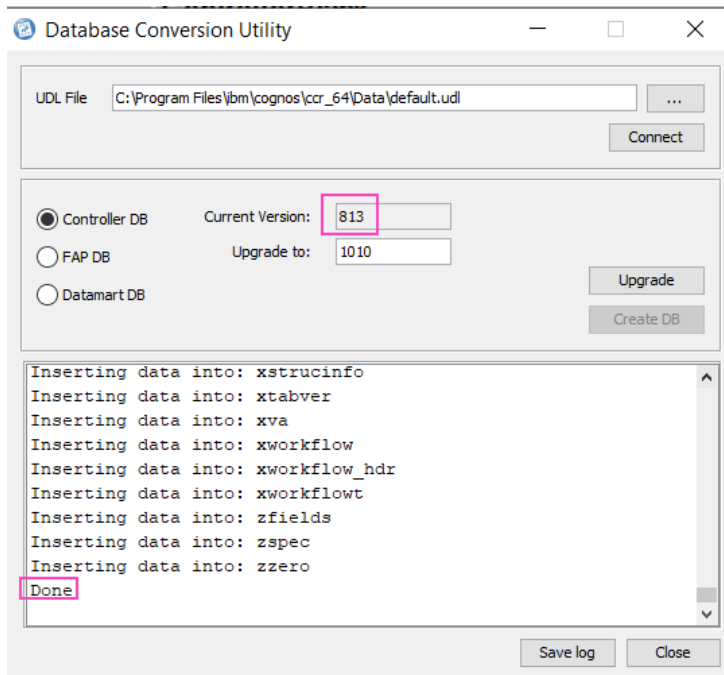 Database Conversion Utility
UDL File C:\Program Files\ibm\cognos\ccr_64\Data\default.udl ...
Connect
Controller DB Current Version: 813
FAP DB Upgrade to: 1010
Datamart DB
Upgrade
Create DB
Inserting data into: xstrucinfo
Inserting data into: xtabver
Inserting data into: xva
Inserting data into: xworkflow
Inserting data into: xworkflow_hdr
Inserting data into: xworkflowt
Inserting data into: zfields
Inserting data into: zspec
Inserting data into: zzero
Done
Save log Close